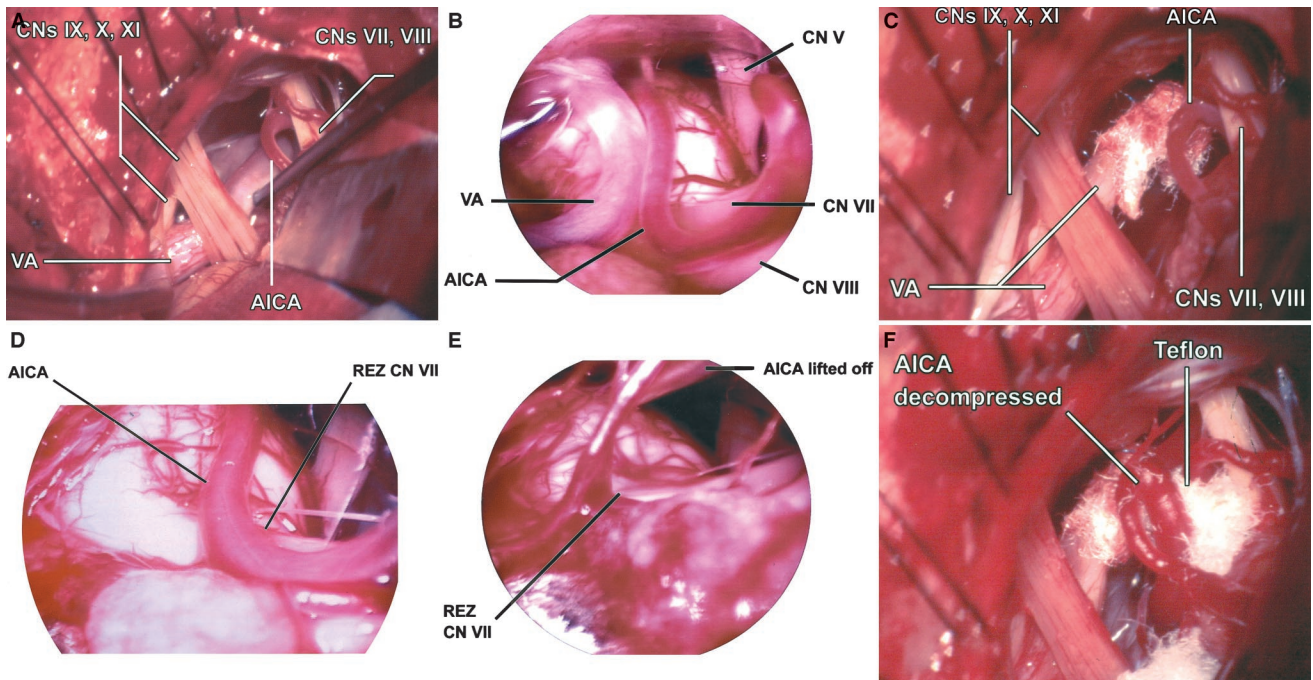 A
CNs IX, X, XI
CNs VII, VIII
VA
AICA
B
CN V
VA
CN VII
AICA
CN VIII
C
CNs IX, X, XI
AICA
VA
CNs VII, VIII
D
AICA
REZ CN VII
E
AICA lifted off
REZ
CN VII
F
AICA
decompressed
Teflon